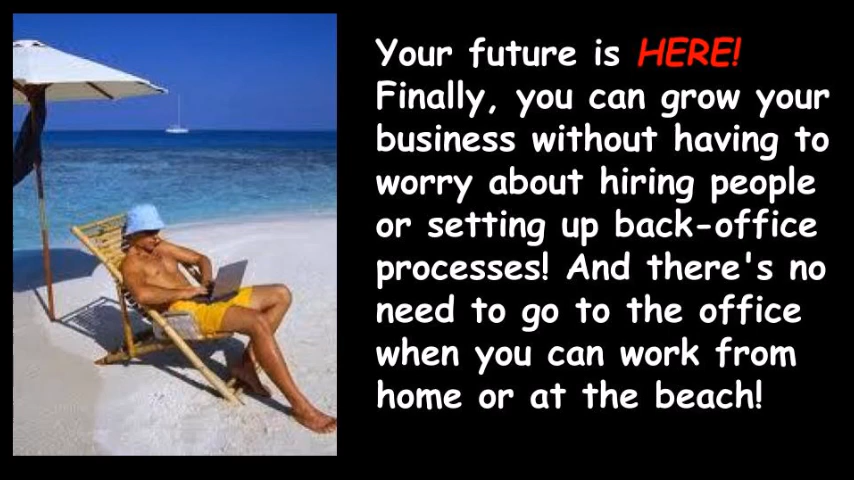 Your future is HERE!
Finally, you can grow your
business without having to
worry about hiring people
or setting up back-office
processes! And there's no
need to go to the office
when you can work from
home or at the beach!